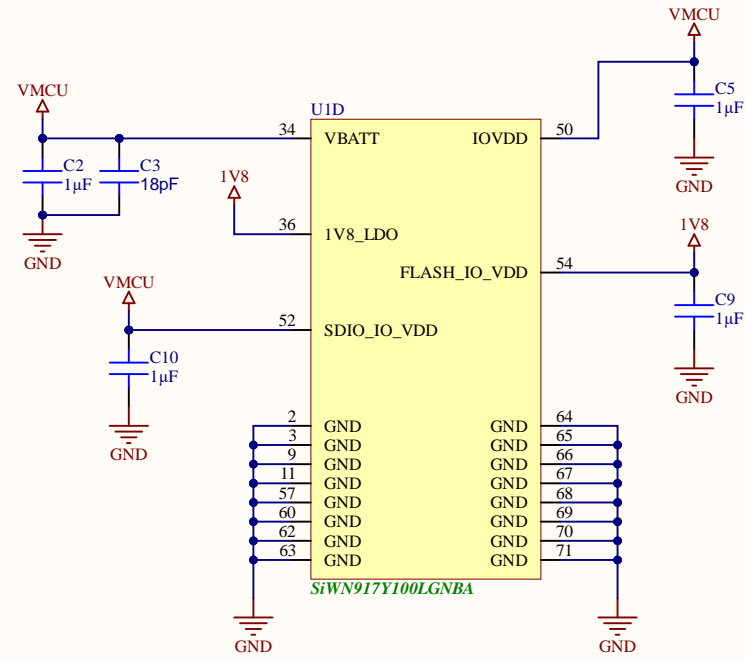 VMCU
C5
1µF
GND
U1D
34 VBATT
IOVDD 50
VMCU
C2
1µF
C3
18pF
GND
1V8
36 1V8_LDO
1V8
FLASH_IO_VDD 54
C9
1µF
GND
VMCU
52 SDIO_IO_VDD
C10
1µF
GND
2 GND GND 64
3 GND GND 65
9 GND GND 66
11 GND GND 67
57 GND GND 68
60 GND GND 69
62 GND GND 70
63 GND GND 71
SiWN917Y100LGNBA
GND
GND